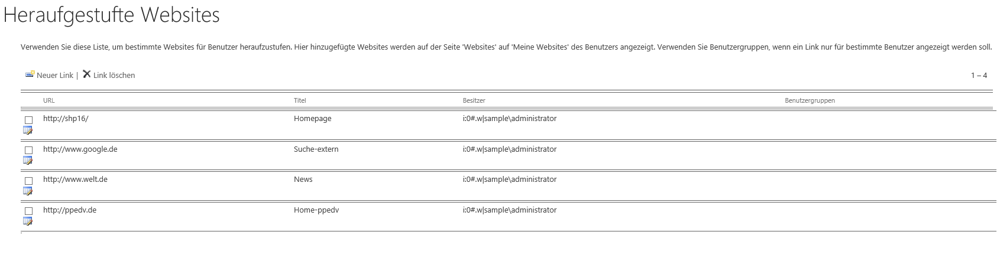 Heraufgestufte Websites
Verwenden Sie diese Liste, um bestimmte Websites für Benutzer heraufzustufen. Hier hinzugefügte Websites werden auf der Seite 'Websites' auf 'Meine Websites' des Benutzers angezeigt. Verwenden Sie Benutzergruppen, wenn ein Link nur für bestimmte Benutzer angezeigt werden soll.
Neuer Link | Link löschen 1 – 4
URL Titel Besitzer Benutzergruppen
http://shp16/ Homepage i:0#.w|sample\administrator
http://www.google.de Suche-extern i:0#.w|sample\administrator
http://www.welt.de News i:0#.w|sample\administrator
http://ppedv.de Home-ppedv i:0#.w|sample\administrator